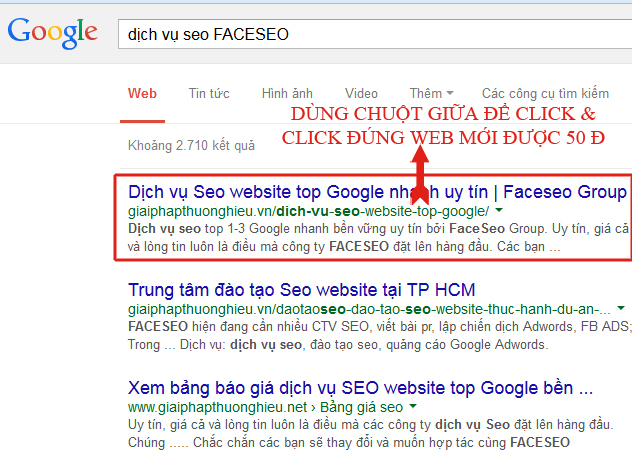 Google
dịch vụ seo FACESEO
Web Tin tức Hình ảnh Video Thêm Các công cụ tìm kiếm
DÙNG CHUỘT GIỮA ĐỂ CLICK &
CLICK ĐÚNG WEB MỚI ĐƯỢC 50 Đ
Khoảng 2.710 kết quả
Dịch vụ Seo website top Google nhanh uy tín | Faceseo Group
giaiphapthuonghieu.vn/dich-vu-seo-website-top-google/
Dịch vụ seo top 1-3 Google nhanh bền vững uy tín bởi FaceSeo Group. Uy tín, giá cả
và lòng tin luôn là điều mà công ty FACESEO đặt lên hàng đầu. Các bạn ...
Trung tâm đào tạo Seo website tại TP HCM
giaiphapthuonghieu.vn/daotaoseo-dao-tao-seo-website-thuc-hanh-du-an-...
FACESEO hiện đang cần nhiều CTV SEO, viết bài pr, lập chiến dịch Adwords, FB ADS;
Trong ... Dịch vụ: dịch vụ seo, đào tạo seo, quảng cáo Google Adwords.
Xem bảng báo giá dịch vụ SEO website top Google bền ...
www.giaiphapthuonghieu.net › Bảng giá seo
Uy tín, giá cả và lòng tin luôn là điều mà các công ty dịch vụ Seo đặt lên hàng đầu.
Chúng ..... Chắc chắn các bạn sẽ thay đổi và muốn hợp tác cùng FACESEO